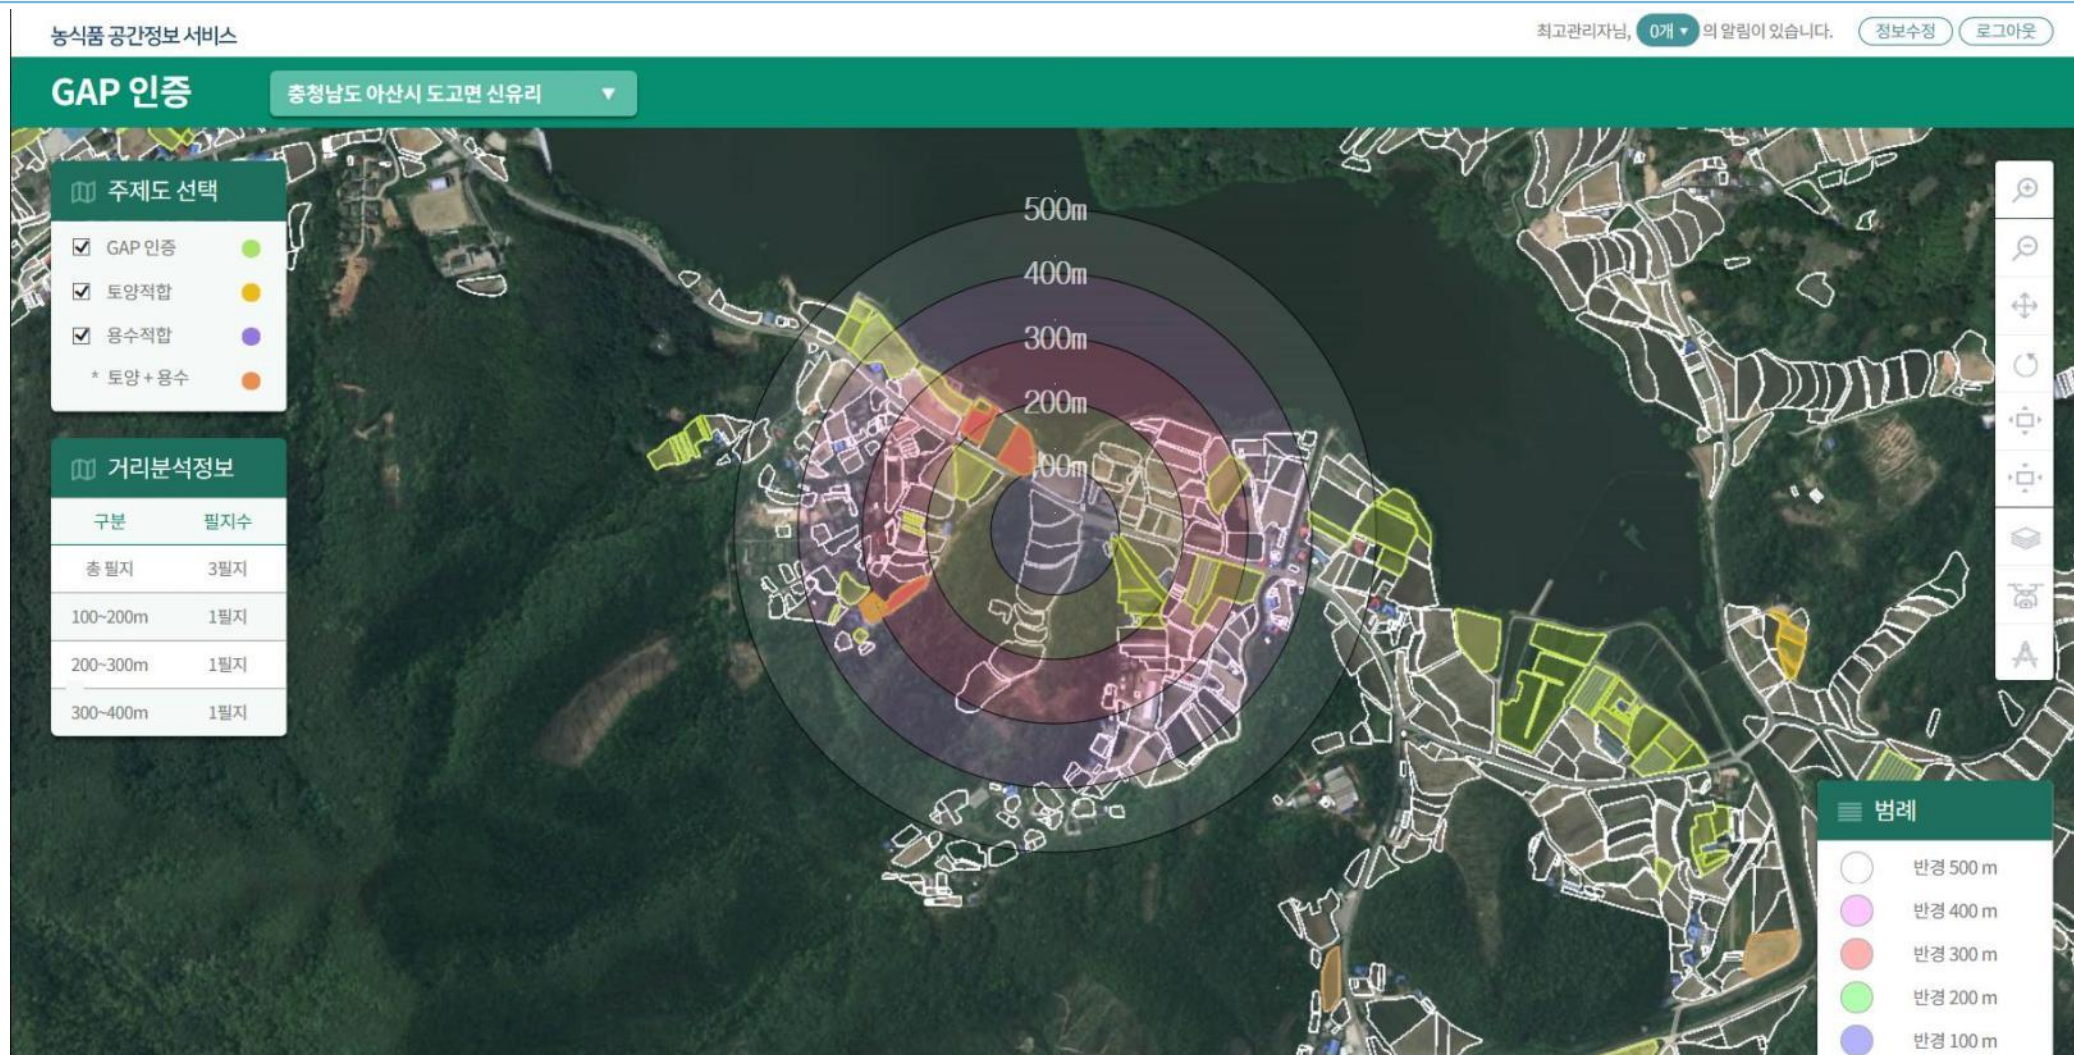 농식품 공간정보 서비스
최고관리자님, 0개 ▼ 의 알림이 있습니다. 정보수정 로그아웃
GAP 인증 충청남도 아산시 도고면 신유리 ▼
주제도 선택
GAP 인증
토양적합
용수적합
* 토양 + 용수
거리분석정보
구분 필지수
총 필지 3필지
100~200m 1필지
200~300m 1필지
300~400m 1필지
500m
400m
300m
200m
100m
범례
반경 500 m
반경 400 m
반경 300 m
반경 200 m
반경 100 m